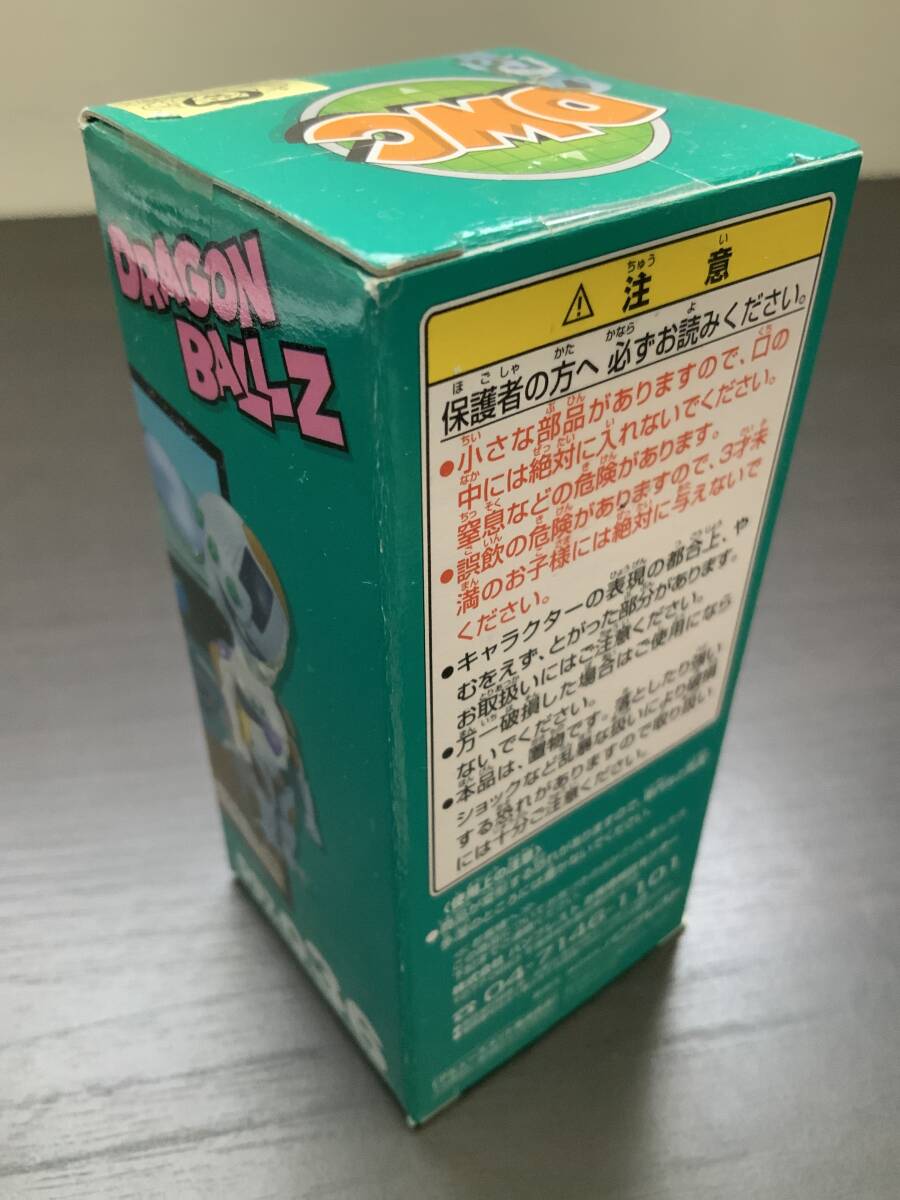 DWC
DRAGON
BALL Z
⚠ 注意
保護者の方へ 必ずお読みください。
●小さな部品がありますので、口の
中には絶対に入れないでください。
窒息などの危険があります。
●誤飲の危険がありますので、3才未
満のお子様には絶対に与えないで
ください。
●キャラクターの表現の都合上、や
むをえず、とがった部分があります。
お取扱いにはご注意ください。
●万一破損した場合はご使用になら
ないでください。
●本品は、置物です。落としたり強い
ショックなど乱暴な扱いにより破損
する恐れがありますので取り扱い
には十分ご注意ください。
〈使用上の注意〉
04-7146-1101